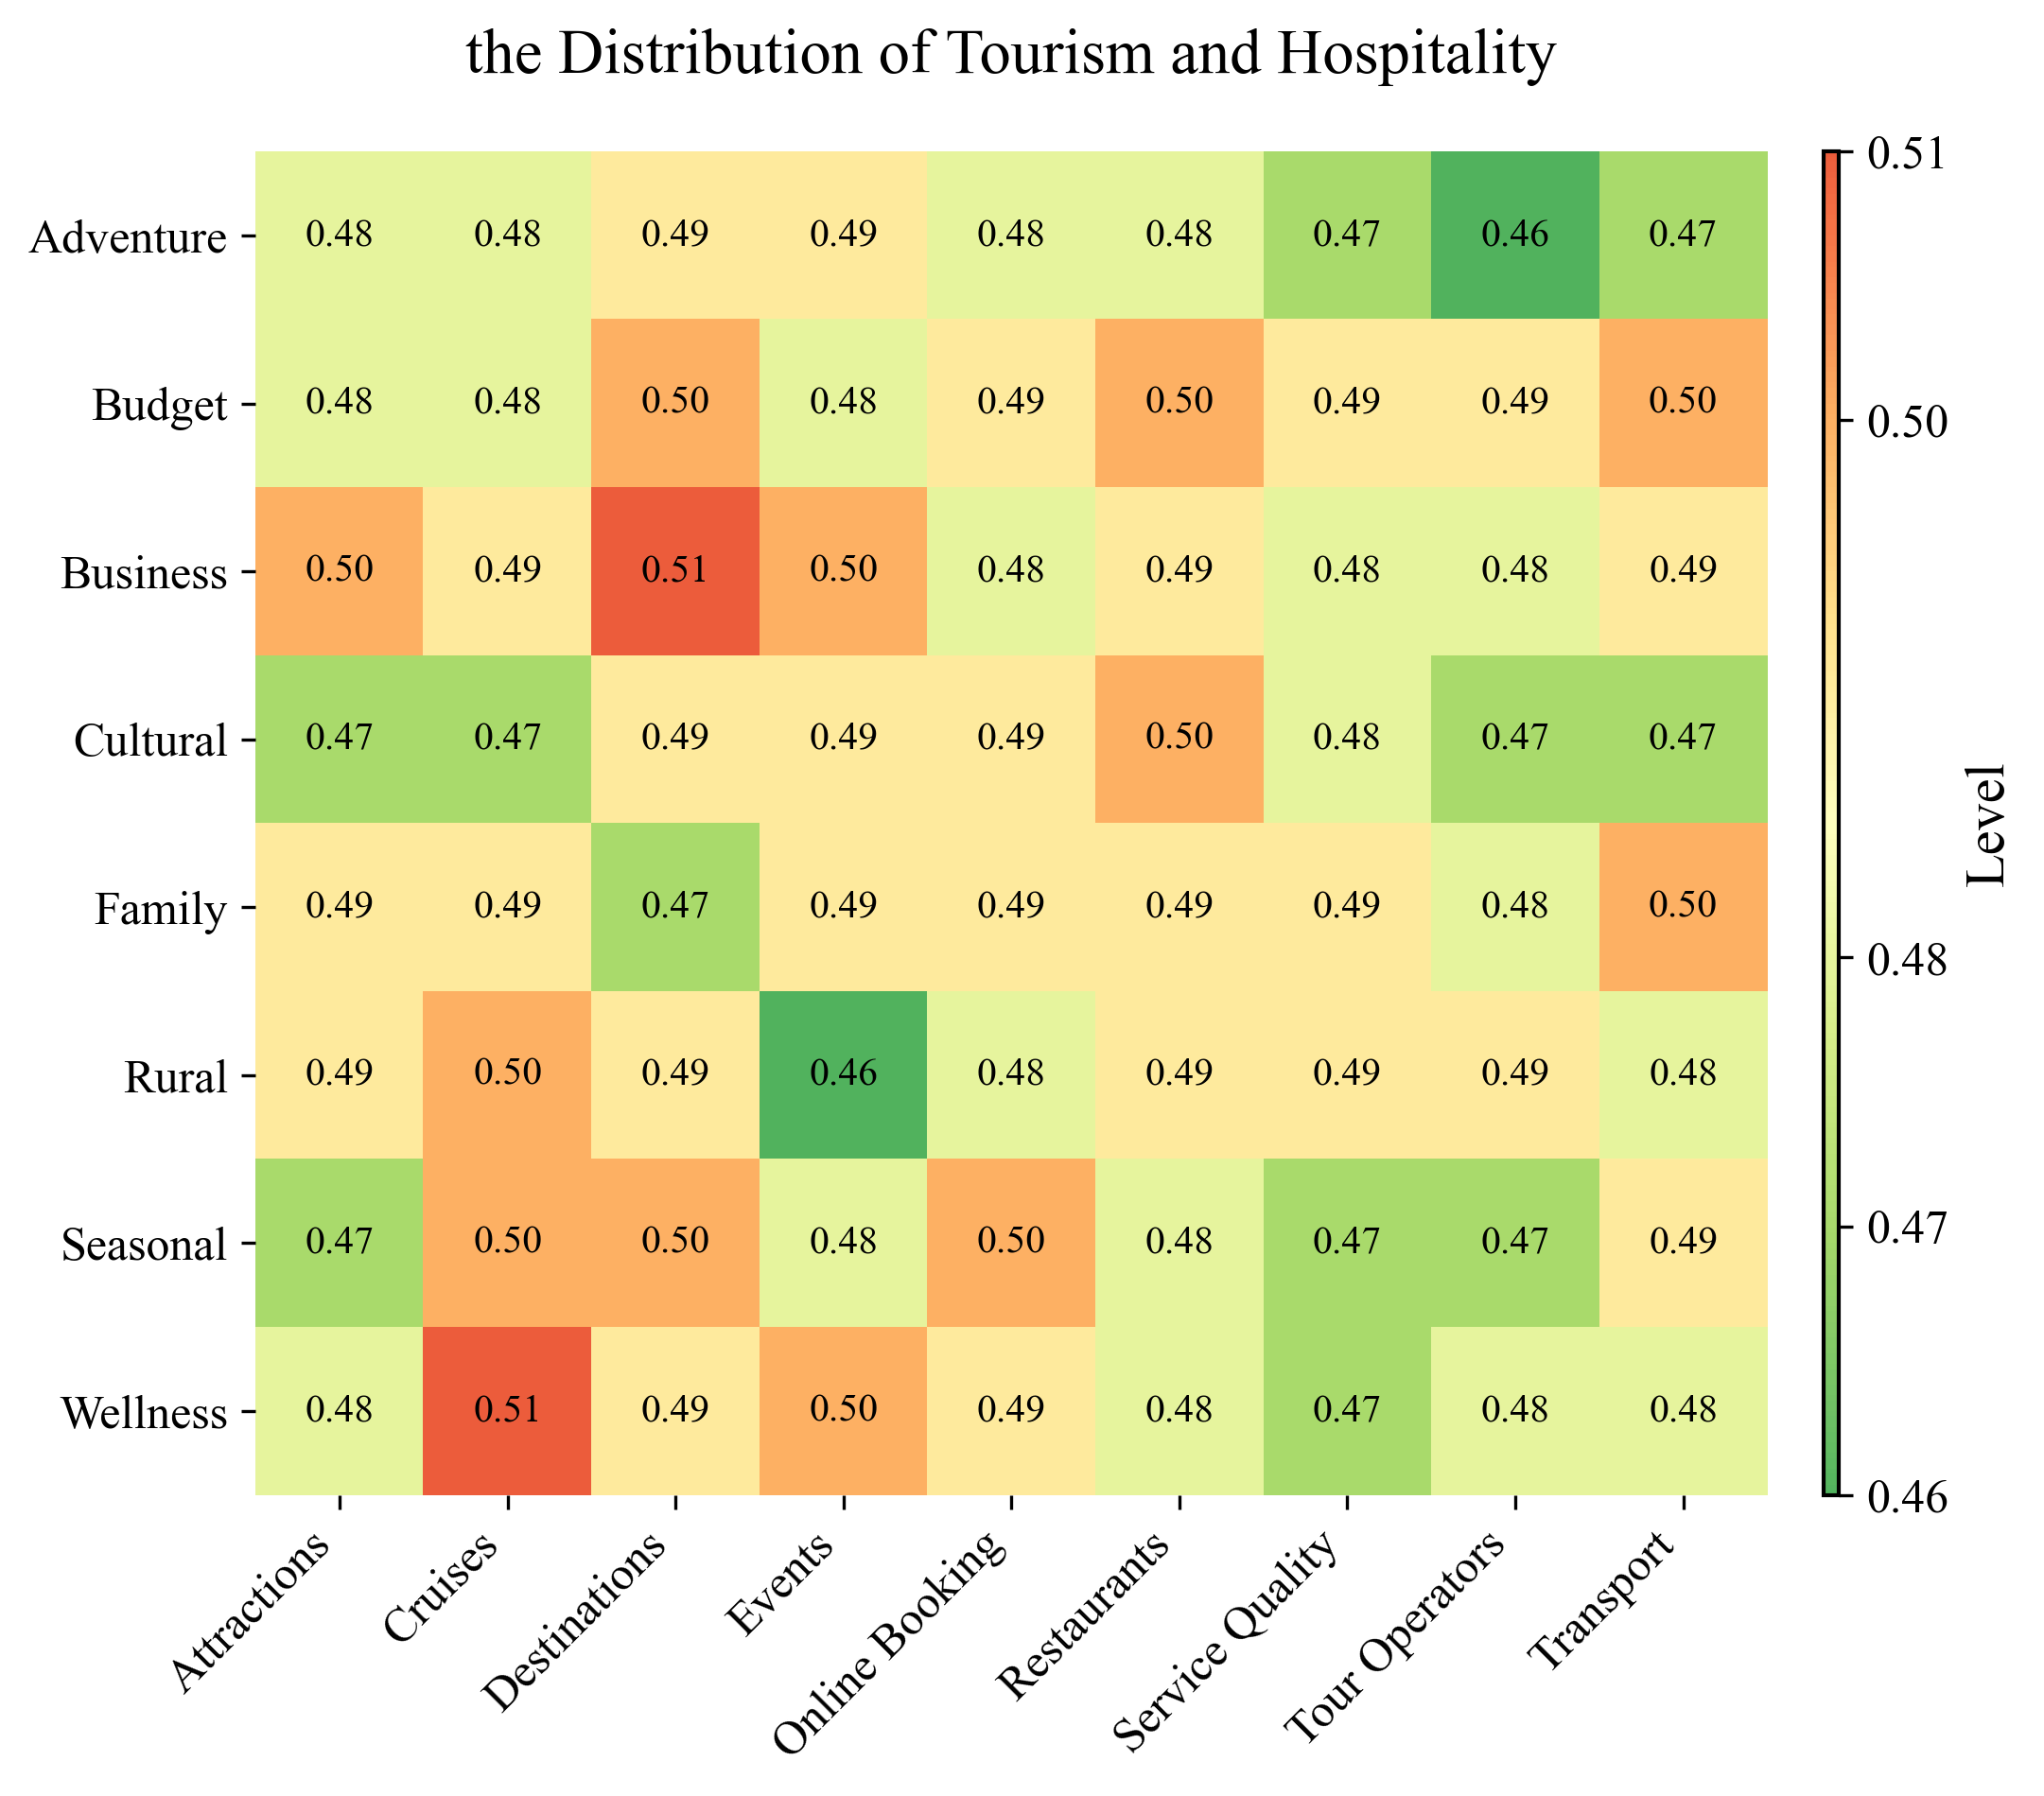 the Distribution of Tourism and Hospitality
Adventure 0.48 0.48 0.49 0.49 0.48 0.48 0.47 0.46 0.47
Budget 0.48 0.48 0.50 0.48 0.49 0.50 0.49 0.49 0.50
Business 0.50 0.49 0.51 0.50 0.48 0.49 0.48 0.48 0.49
Cultural 0.47 0.47 0.49 0.49 0.49 0.50 0.48 0.47 0.47
Family 0.49 0.49 0.47 0.49 0.49 0.49 0.49 0.48 0.50
Rural 0.49 0.50 0.49 0.46 0.48 0.49 0.49 0.49 0.48
Seasonal 0.47 0.50 0.50 0.48 0.50 0.48 0.47 0.47 0.49
Wellness 0.48 0.51 0.49 0.50 0.49 0.48 0.47 0.48 0.48
Attractions
Cruises
Destinations
Events
Online Booking
Restaurants
Service Quality
Tour Operators
Transport
0.51
0.50
0.48
0.47
0.46
Level